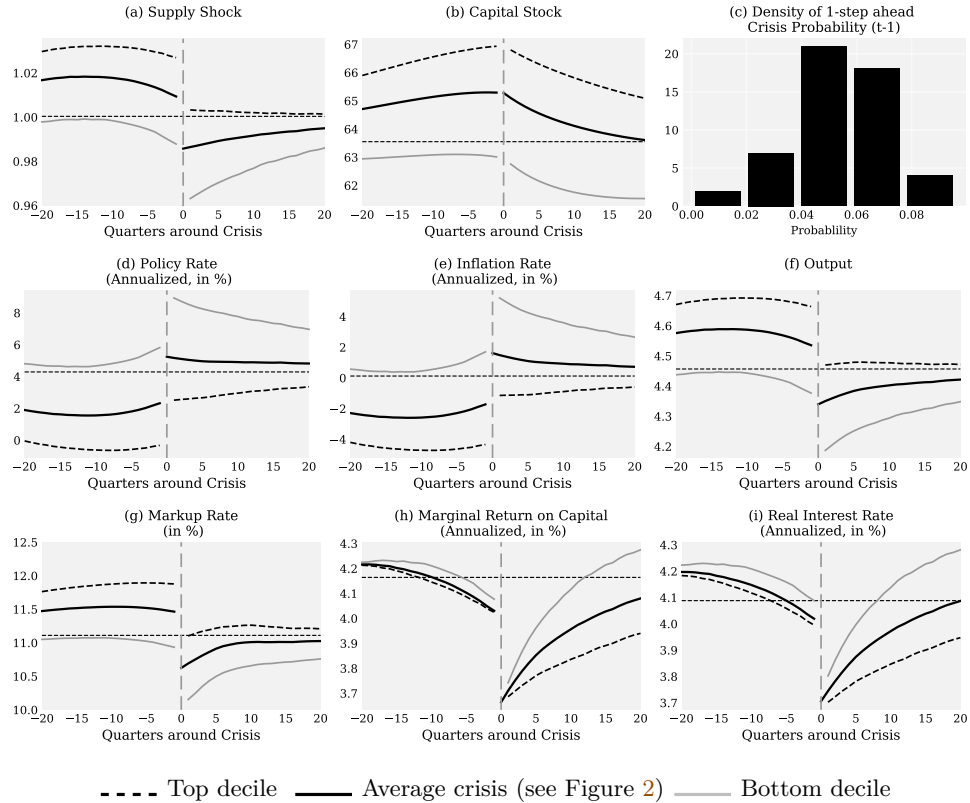 (a) Supply Shock
1.02
1.00
0.98
0.96
−20 −15 −10 −5 0 5 10 15 20
Quarters around Crisis
(b) Capital Stock
67
66
65
64
63
62
−20 −15 −10 −5 0 5 10 15 20
Quarters around Crisis
(c) Density of 1-step ahead
Crisis Probability (t-1)
20
15
10
5
0
0.00 0.02 0.04 0.06 0.08
Probablility
(d) Policy Rate
(Annualized, in %)
8
6
4
2
0
−20 −15 −10 −5 0 5 10 15 20
Quarters around Crisis
(e) Inflation Rate
(Annualized, in %)
4
2
0
−2
−4
−20 −15 −10 −5 0 5 10 15 20
Quarters around Crisis
(f) Output
4.7
4.6
4.5
4.4
4.3
4.2
−20 −15 −10 −5 0 5 10 15 20
Quarters around Crisis
(g) Markup Rate
(in %)
12.5
12.0
11.5
11.0
10.5
10.0
−20 −15 −10 −5 0 5 10 15 20
Quarters around Crisis
(h) Marginal Return on Capital
(Annualized, in %)
4.3
4.2
4.1
4.0
3.9
3.8
3.7
−20 −15 −10 −5 0 5 10 15 20
Quarters around Crisis
(i) Real Interest Rate
(Annualized, in %)
4.3
4.2
4.1
4.0
3.9
3.8
3.7
−20 −15 −10 −5 0 5 10 15 20
Quarters around Crisis
Top decile Average crisis (see Figure 2) Bottom decile